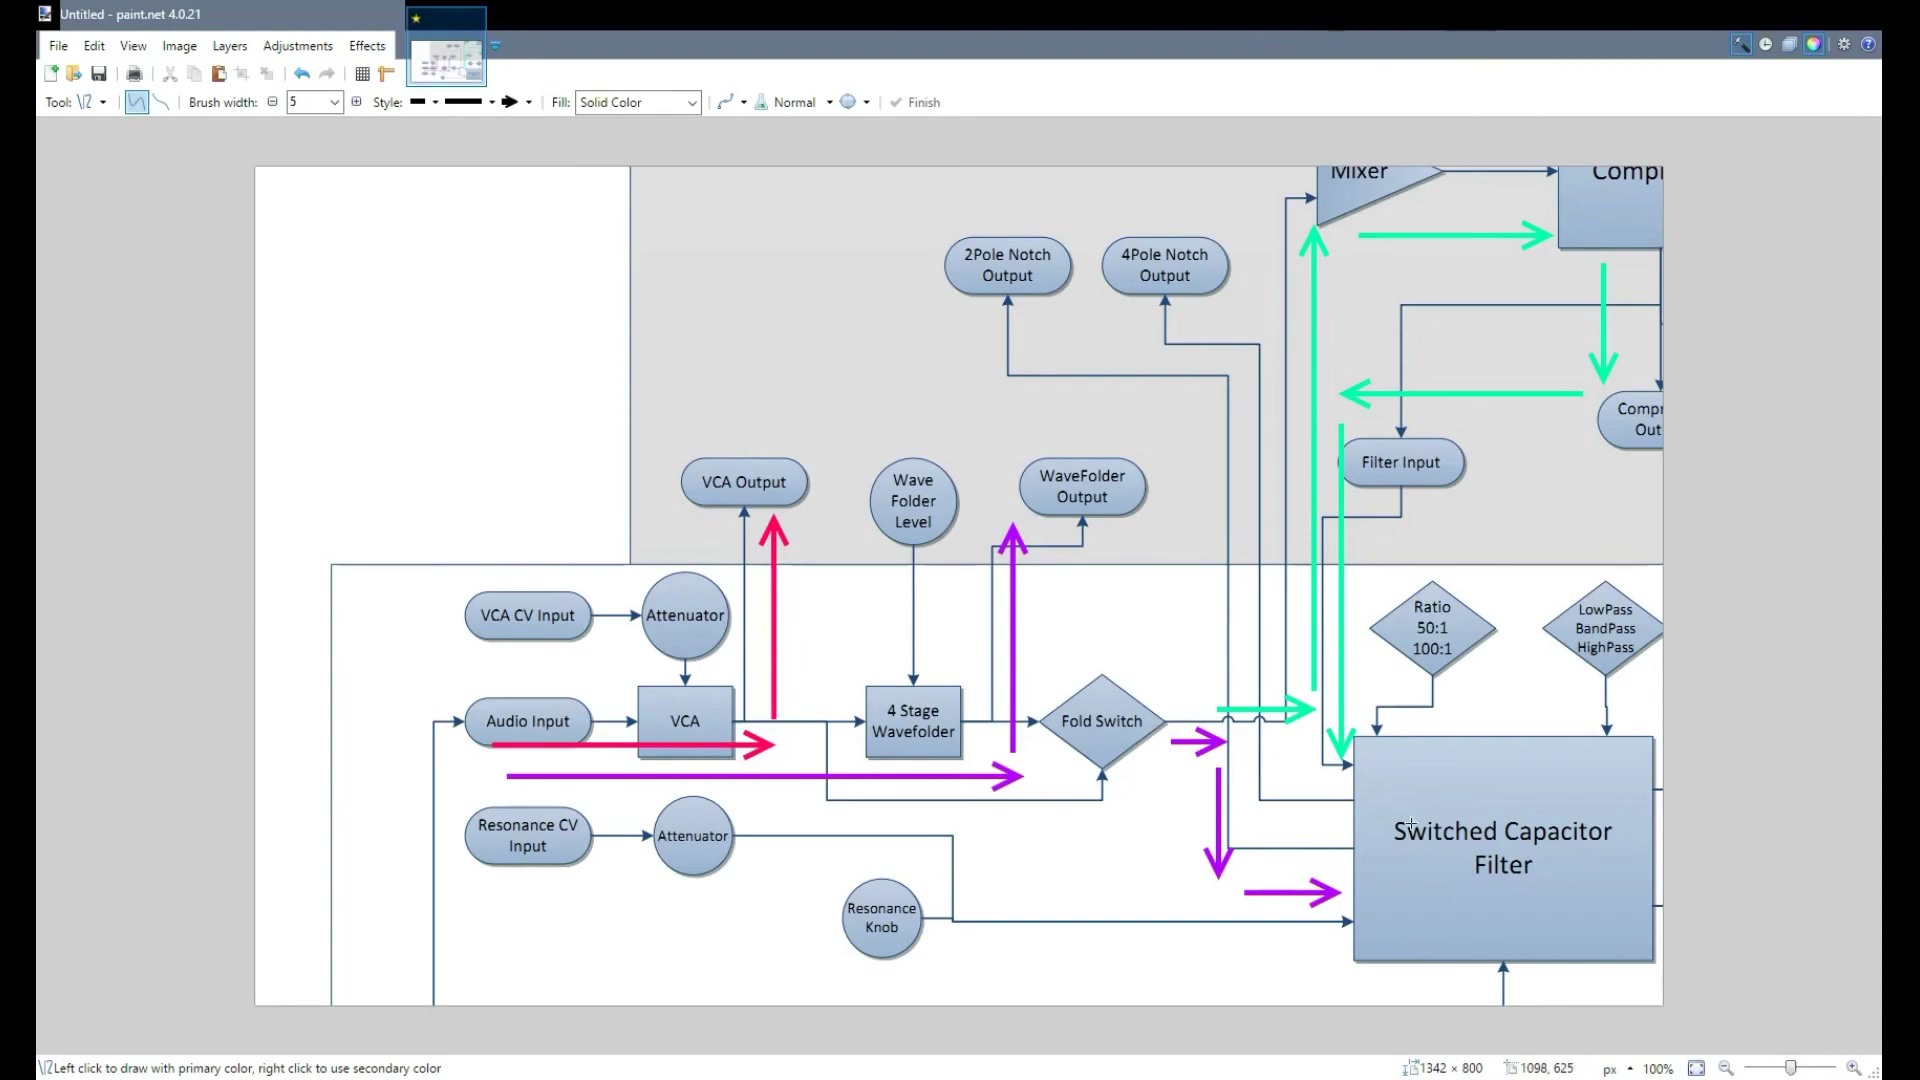 Untitled - paint.net 4.0.21
File Edit View Image Layers Adjustments Effects
Tool: Brush width: 5 Style: Fill: Solid Color Normal Finish
Mixer
Compr
2Pole Notch
Output
4Pole Notch
Output
Compr
Out
Filter Input
VCA Output
Wave
Folder
Level
WaveFolder
Output
VCA CV Input
Attenuator
Ratio
50:1
100:1
LowPass
BandPass
HighPass
Audio Input
VCA
4 Stage
Wavefolder
Fold Switch
Resonance CV
Input
Attenuator
Switched Capacitor
Filter
Resonance
Knob
Left click to draw with primary color, right click to use secondary color
1342 × 800
1098, 625
px
100%